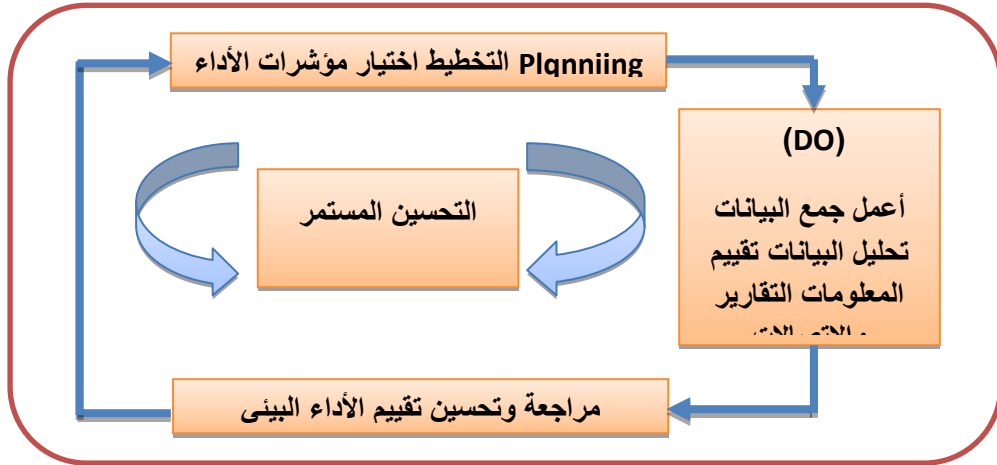 Plqnniing التخطيط اختيار مؤشرات الأداء
(DO)
أعمل جمع البيانات
تحليل البيانات تقييم
المعلومات التقارير
و الاتصالات
التحسين المستمر
مراجعة وتحسين تقييم الأداء البيئى